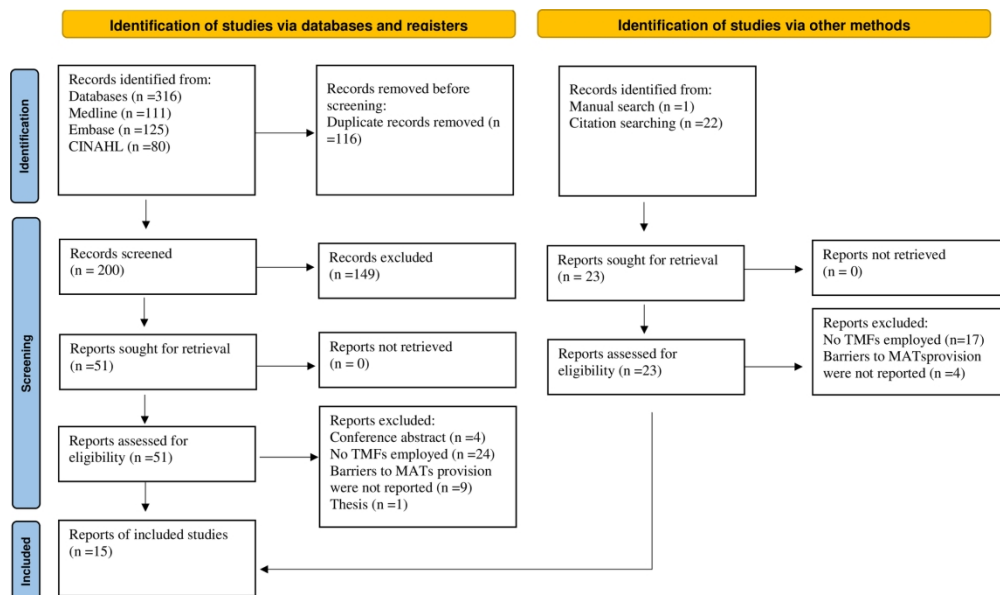 Identification of studies via databases and registers
Identification of studies via other methods
Identification
Records identified from:
Databases (n =316)
Medline (n =111)
Embase (n =125)
CINAHL (n =80)
Records removed before
screening:
Duplicate records removed (n
=116)
Records identified from:
Manual search (n =1)
Citation searching (n =22)
Screening
Records screened
(n = 200)
Records excluded
(n =149)
Reports sought for retrieval
(n = 23)
Reports not retrieved
(n = 0)
Reports sought for retrieval
(n =51)
Reports not retrieved
(n = 0)
Reports assessed for
eligibility (n =23)
Reports excluded:
No TMFs employed (n=17)
Barriers to MATsprovision
were not reported (n =4)
Reports assessed for
eligibility (n =51)
Reports excluded:
Conference abstract (n =4)
No TMFs employed (n =24)
Barriers to MATs provision
were not reported (n =9)
Thesis (n =1)
Included
Reports of included studies
(n =15)